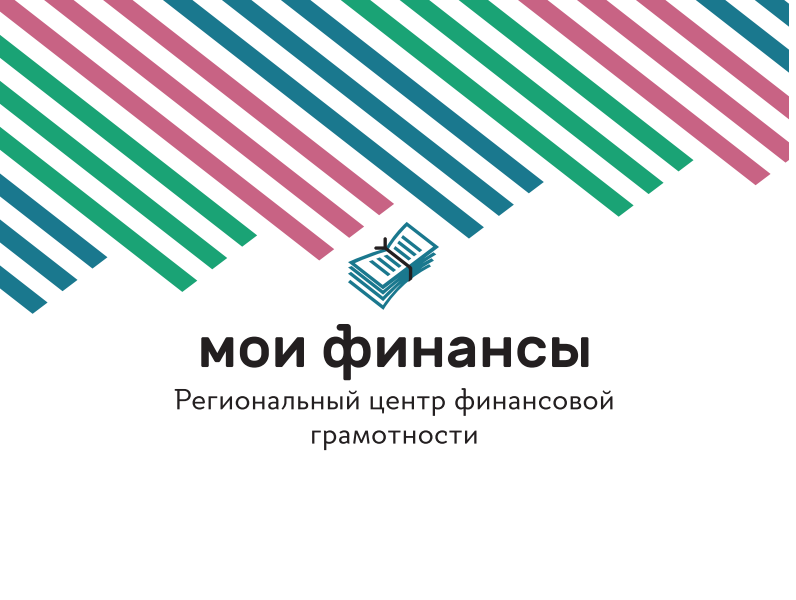 мои финансы
Региональный центр финансовой
грамотности